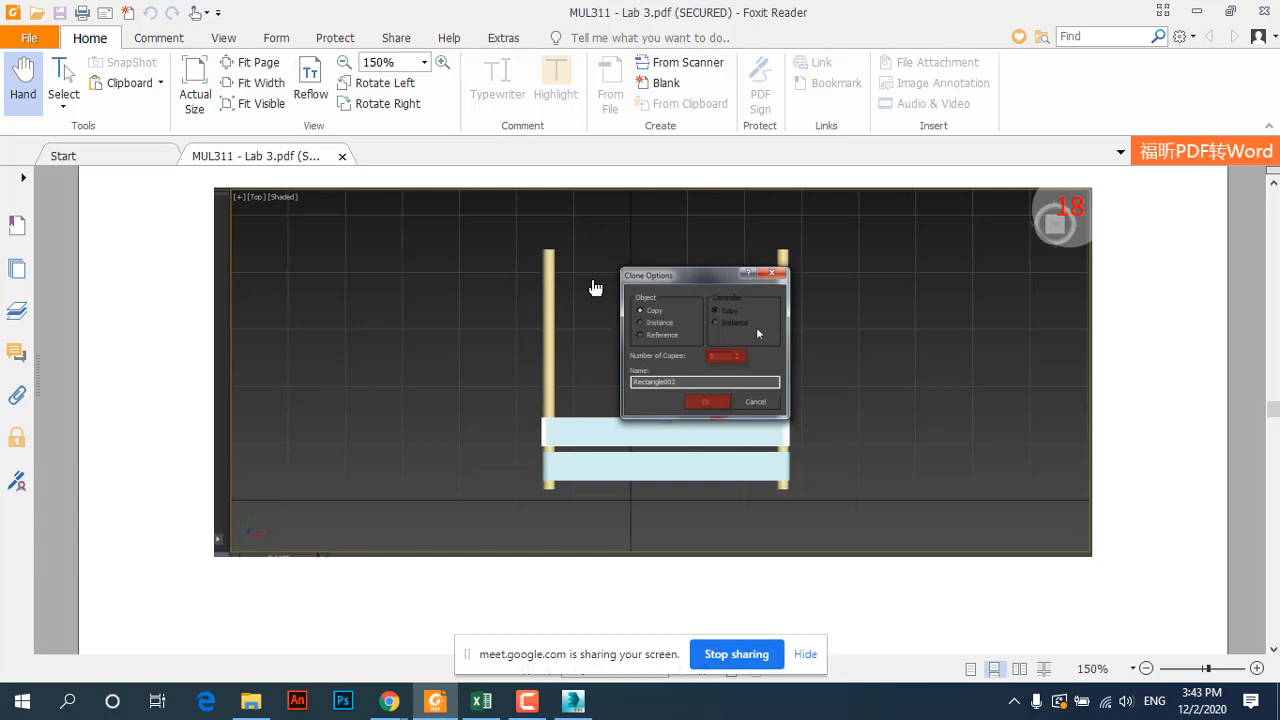 MUL311 - Lab 3.pdf (SECURED) - Foxit Reader
File Home Comment View Form Protect Share Help Extras Tell me what you want to do.. Find
Hand
Select
SnapShot
Clipboard
Tools
Actual Size
Fit Page
Fit Width
Fit Visible
Reflow
150%
Rotate Left
Rotate Right
View
Typewriter
Highlight
Comment
From File
From Scanner
Blank
From Clipboard
Create
PDF Sign
Protect
Link
Bookmark
Links
File Attachment
Image Annotation
Audio & Video
Insert
Start
MUL311 - Lab 3.pdf (S...
福昕PDF转Word
[+] [Top] [Shaded]
18
Clone Options
Object
Copy
Instance
Reference
Controller
Copy
Instance
Number of Copies: 5
Name:
Rectangle002
OK Cancel
meet.google.com is sharing your screen. Stop sharing Hide
150%
ENG
3:43 PM
12/2/2020